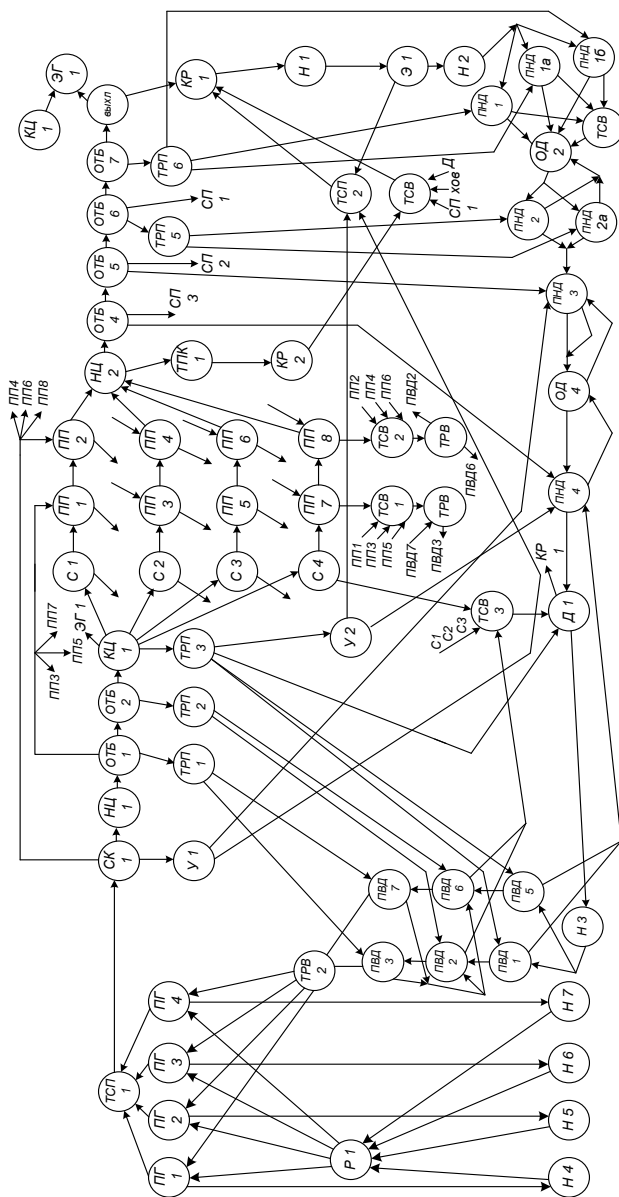 ПП4
ПП6
ПП8
КЦ
1
ЭГ
1
ПП3
ПП5
ПП7
ЭГ1
ТСП
1
СК
1
НЦ
1
ОТБ
1
ОТБ
2
КЦ
1
С 1
ПП
1
ПП
2
НЦ
2
ОТБ
4
ОТБ
5
ОТБ
6
ОТБ
7
выхл
ПГ
1
ПГ
2
ПГ
3
ПГ
4
У 1
ТРП
1
ТРП
2
ТРП
3
С 2
ПП
3
ПП
4
ТПК
1
СП
3
СП
2
ТРП
5
СП
1
ТРП
6
КР
1
С 3
ПП
5
ПП
6
КР
2
Н 1
ТРВ
2
С 4
ПП
7
ПП
8
Р 1
У 2
ТСП
2
Э 1
ПВД
3
ПВД
7
ПП1
ПП3
ПП5
ТСВ
1
ПП2
ПП4
ПП6
ТСВ
2
ТСВ
СП
1
хов
Д
Н 2
ПВД
2
ПВД
6
С1
С2
С3
ТСВ
3
ПВД7
ПВД3
ТРВ
ПВД2
ПВД6
ТРВ
ПНД
1
ПНД
1а
ПНД
1б
ПВД
1
ПВД
5
КР
1
ПНД
2
ОД
2
ТСВ
Н 4
Н 5
Н 6
Н 7
Н 3
Д 1
ПНД
4
ОД
4
ПНД
3
ПНД
2а